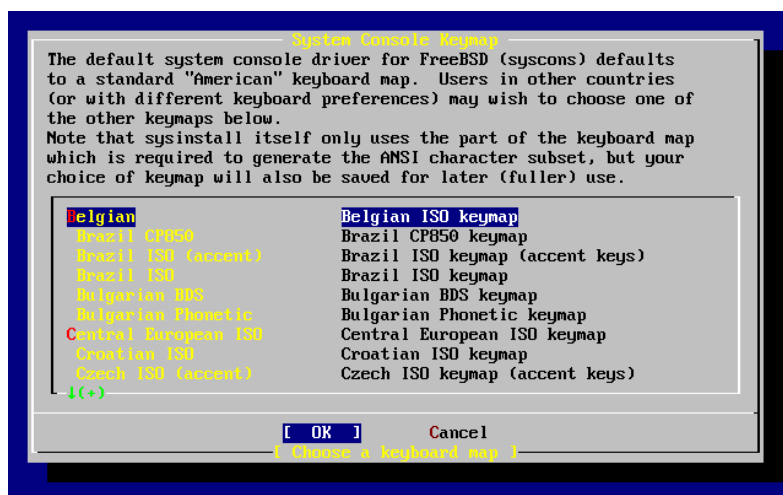 System Console Keymap
The default system console driver for FreeBSD (syscons) defaults
to a standard "American" keyboard map.  Users in other countries
(or with different keyboard preferences) may wish to choose one of
the other keymaps below.
Note that sysinstall itself only uses the part of the keyboard map
which is required to generate the ANSI character subset, but your
choice of keymap will also be saved for later (fuller) use.
Belgian Belgian ISO keymap
Brazil CP850 Brazil CP850 keymap
Brazil ISO (accent) Brazil ISO keymap (accent keys)
Brazil ISO Brazil ISO keymap
Bulgarian BDS Bulgarian BDS keymap
Bulgarian Phonetic Bulgarian Phonetic keymap
Central European ISO Central European ISO keymap
Croatian ISO Croatian ISO keymap
Czech ISO (accent) Czech ISO keymap (accent keys)
↓(+)
[ OK ] Cancel
[ Choose a keyboard map ]